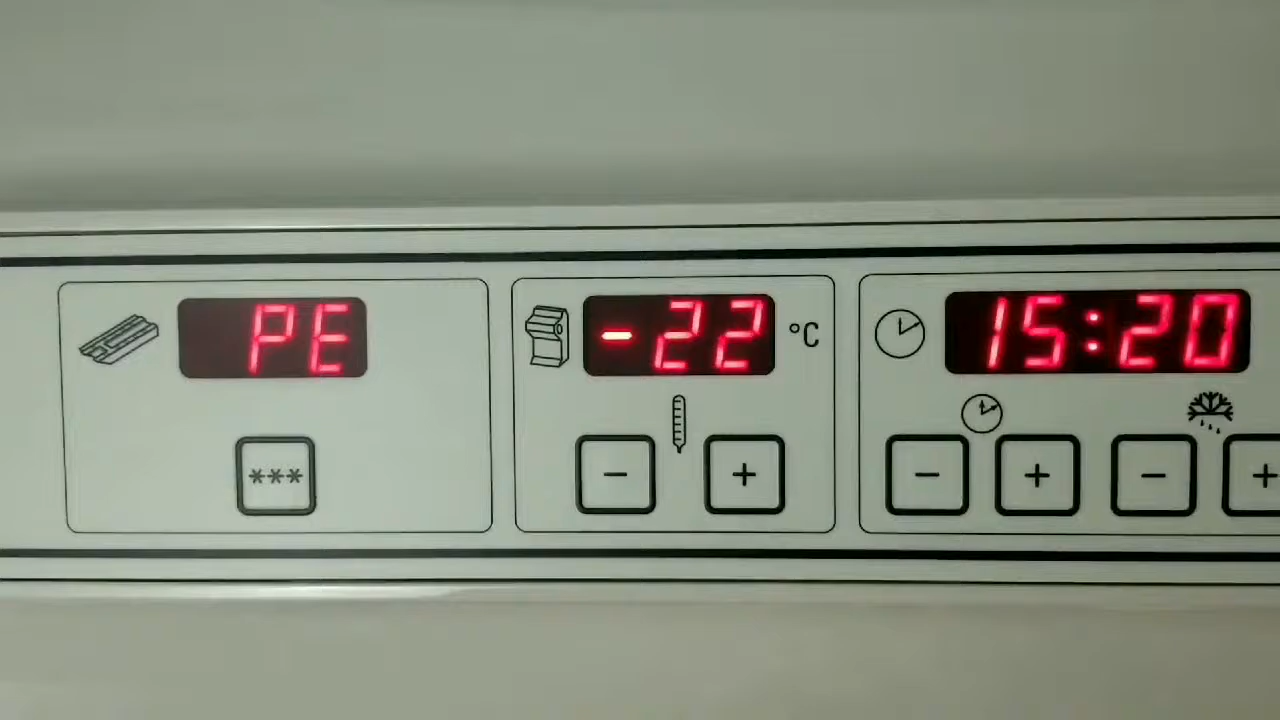 PE
-22 °C
15:20
*** - + - + - +